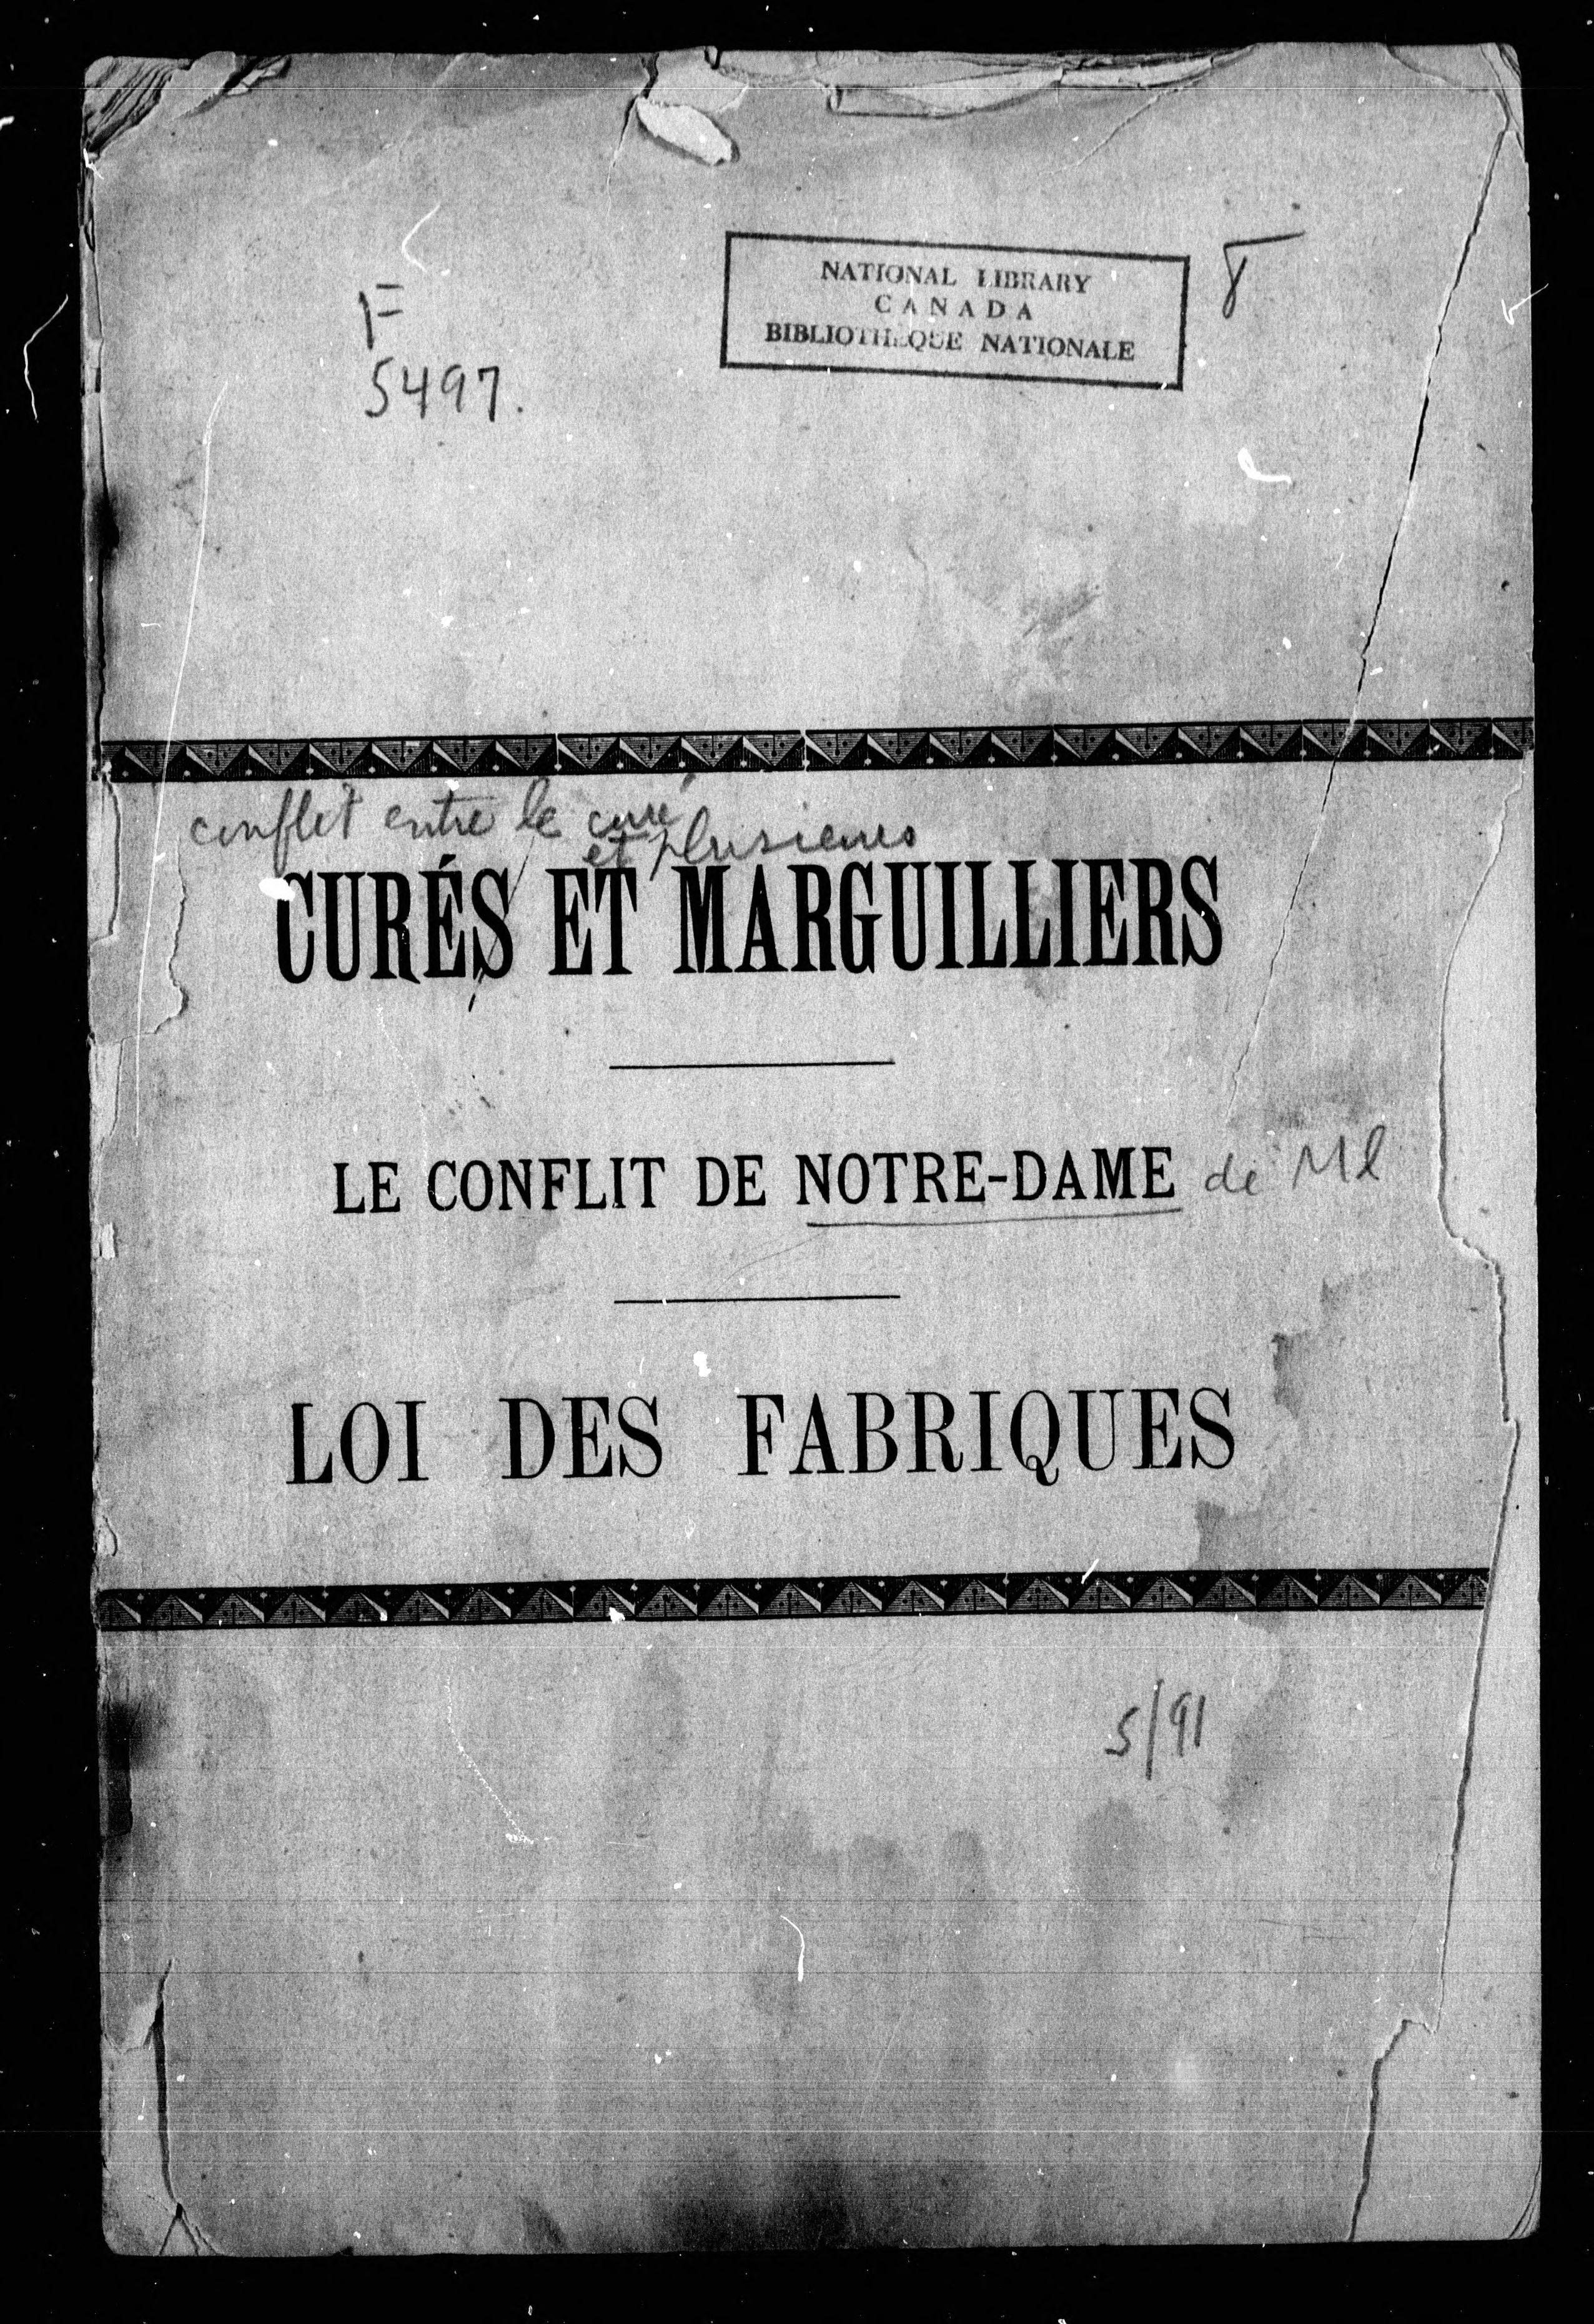 NATIONAL LIBRARY
CANADA
BIBLIOTHÈQUE NATIONALE
F
5497.
conflit entre le curé
et plusieurs
CURÉS ET MARGUILLIERS
LE CONFLIT DE NOTRE-DAME de Ml
LOI DES FABRIQUES
5/91